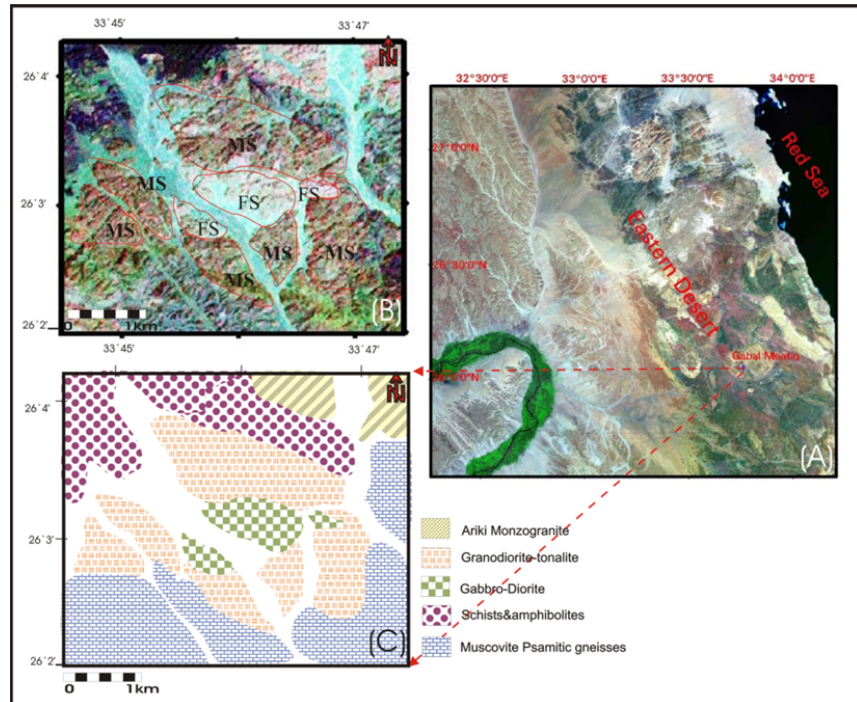 33°45' 33°47'
N
26°4'
26°3'
26°2'
MS
MS
FS
MS
FS
MS
MS
MS
(B)
0 1km
32°30'0"E 33°0'0"E 33°30'0"E 34°0'0"E
27°0'0"N
26°30'0"N
26°0'0"N
Red Sea
Eastern Desert
Gabal Meatiq
(A)
33°45' 33°47'
N
26°4'
26°3'
26°2'
(C)
0 1km
Ariki Monzogranite
Granodiorite-tonalite
Gabbro-Diorite
Schists&amphibolites
Muscovite Psamitic gneisses